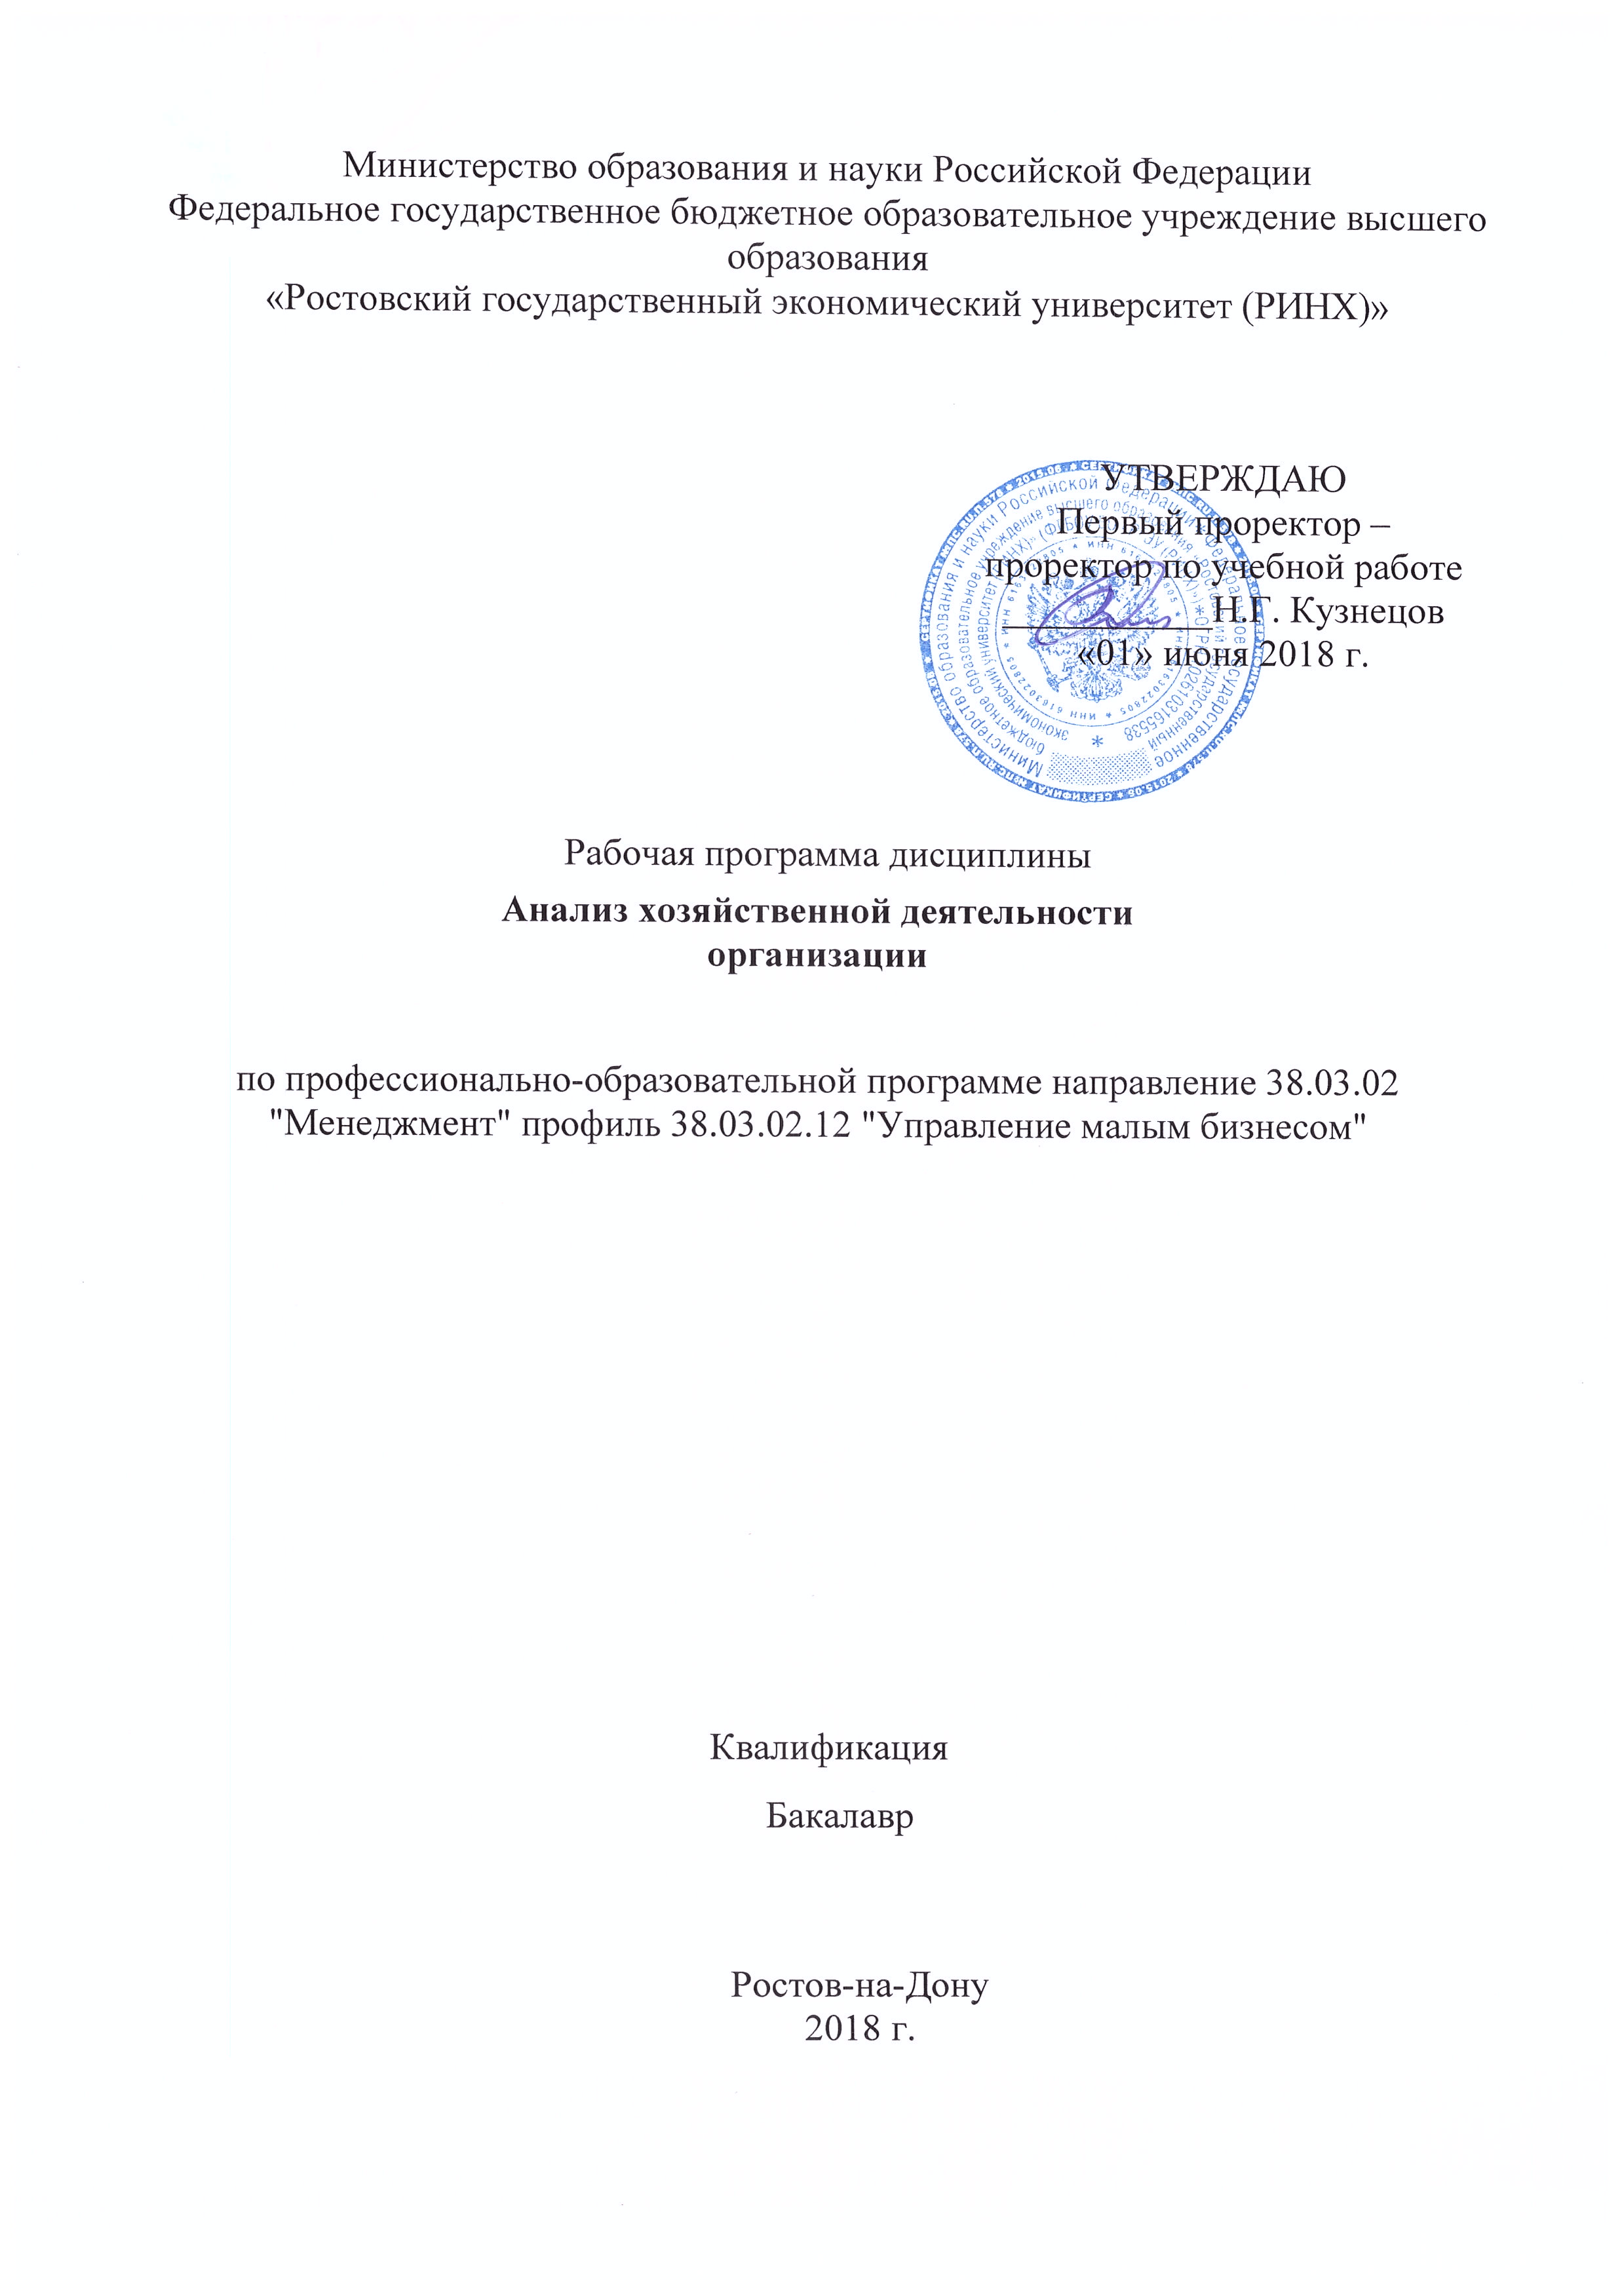 Министерство образования и науки Российской Федерации
Федеральное государственное бюджетное образовательное учреждение высшего
образования
«Ростовский государственный экономический университет (РИНХ)»
УТВЕРЖДАЮ
Первый проректор –
проректор по учебной работе
Н.Г. Кузнецов
«01» июня 2018 г.
Рабочая программа дисциплины
Анализ хозяйственной деятельности
организации
по профессионально-образовательной программе направление 38.03.02
"Менеджмент" профиль 38.03.02.12 "Управление малым бизнесом"
Квалификация
Бакалавр
Ростов-на-Дону
2018 г.